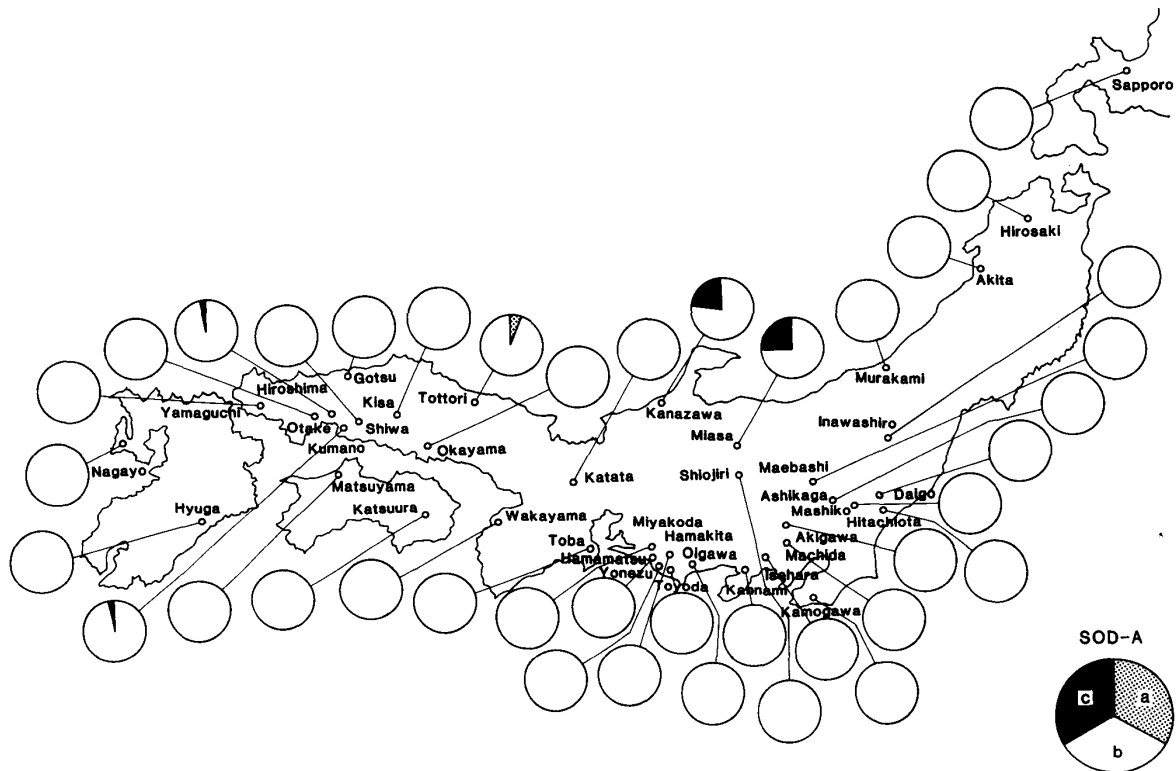 Sapporo
Hirosaki
Akita
Murakami
Gotsu
Hiroshima
Kisa
Tottori
Yamaguchi
Kanazawa
Otake
Shiwa
Inawashiro
Kumano
Okayama
Miasa
Nagayo
Maebashi
Matsuyama
Katata
Shiojiri
Ashikaga
Daigo
Hyuga
Katsuura
Mashiko
Wakayama
Miyakoda
Hitachiota
Toba
Hamakita
Akigawa
Hamamatsu
Oigawa
Machida
Yonezu
Isehara
Toyoda
Kannami
Kamogawa
SOD-A
c
a
b